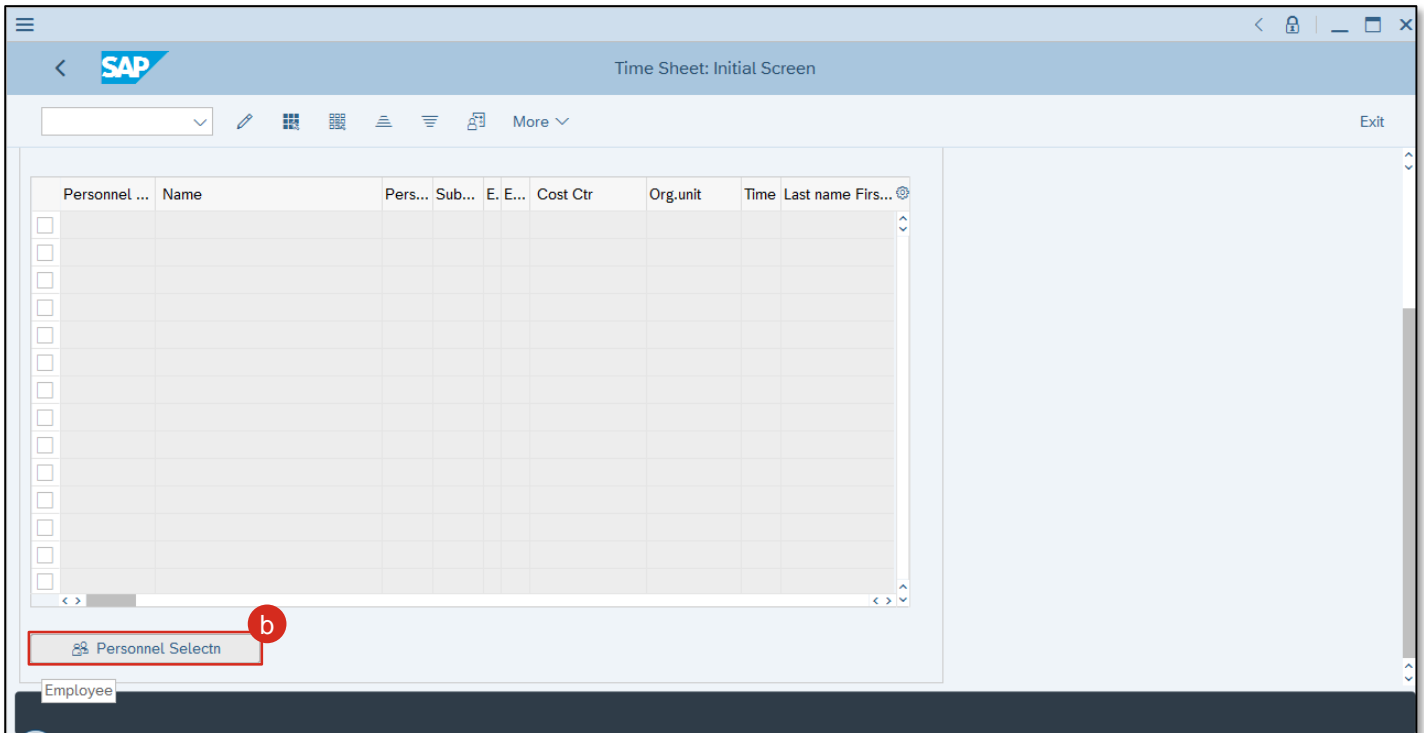 SAP
Time Sheet: Initial Screen
More
Exit
Personnel ... Name Pers... Sub... E. E... Cost Ctr Org.unit Time Last name Firs...
b
Personnel Selectn
Employee